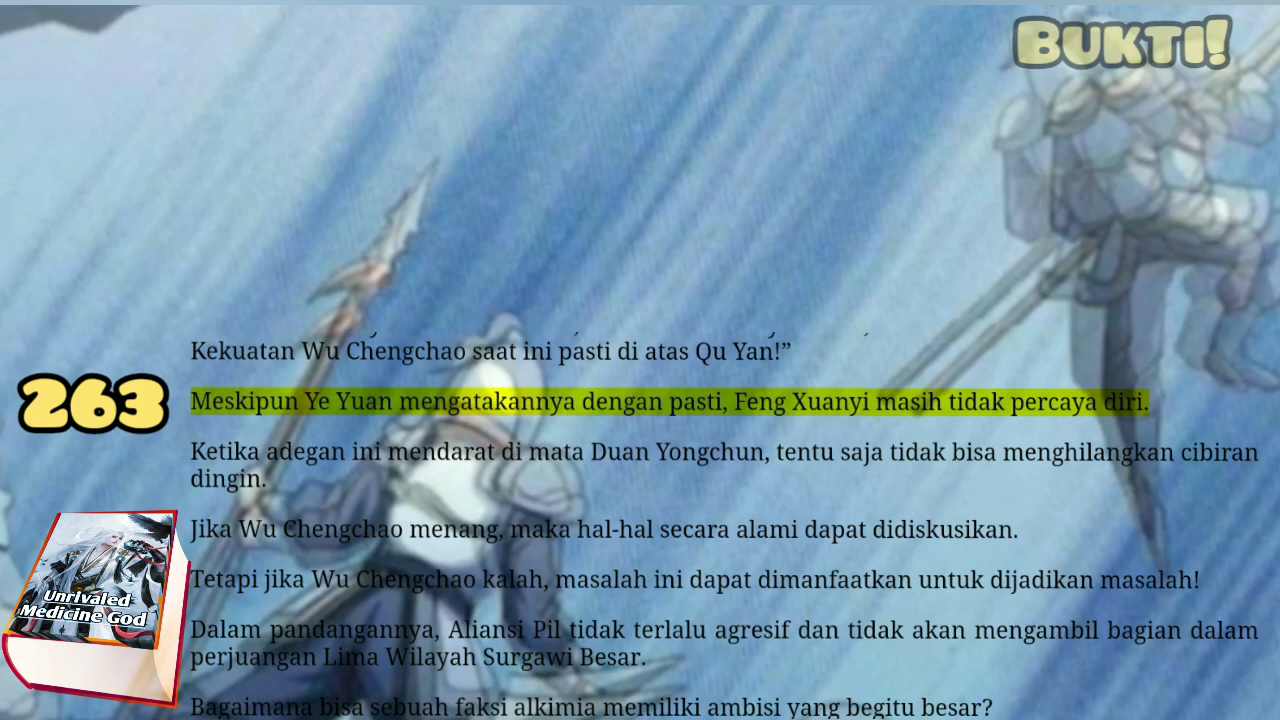 BUKTI!
Kekuatan Wu Chengchao saat ini pasti di atas Qu Yan!”
263
Meskipun Ye Yuan mengatakannya dengan pasti, Feng Xuanyi masih tidak percaya diri.
Ketika adegan ini mendarat di mata Duan Yongchun, tentu saja tidak bisa menghilangkan cibiran
dingin.
Jika Wu Chengchao menang, maka hal-hal secara alami dapat didiskusikan.
Tetapi jika Wu Chengchao kalah, masalah ini dapat dimanfaatkan untuk dijadikan masalah!
Unrivaled
Medicine God
Dalam pandangannya, Aliansi Pil tidak terlalu agresif dan tidak akan mengambil bagian dalam
perjuangan Lima Wilayah Surgawi Besar.
Bagaimana bisa sebuah faksi alkimia memiliki ambisi yang begitu besar?